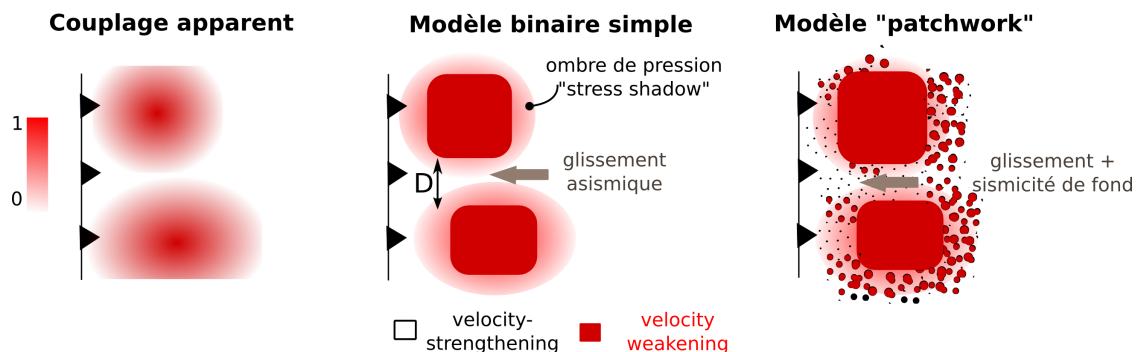 Couplage apparent
Modèle binaire simple
Modèle "patchwork"
1
0
ombre de pression
"stress shadow"
D
glissement
asismique
glissement +
sismicité de fond
velocity-
strengthening
velocity
weakening